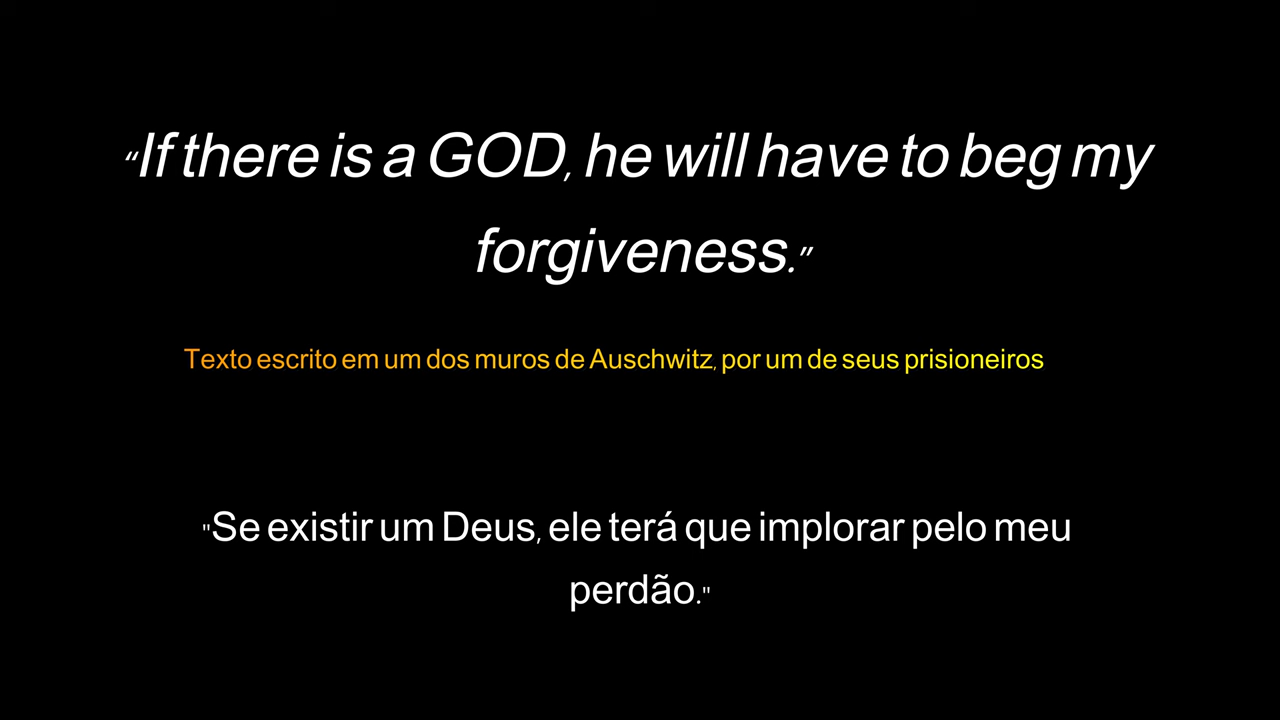 “If there is a GOD, he will have to beg my
forgiveness.”
Texto escrito em um dos muros de Auschwitz, por um de seus prisioneiros
"Se existir um Deus, ele terá que implorar pelo meu
perdão."